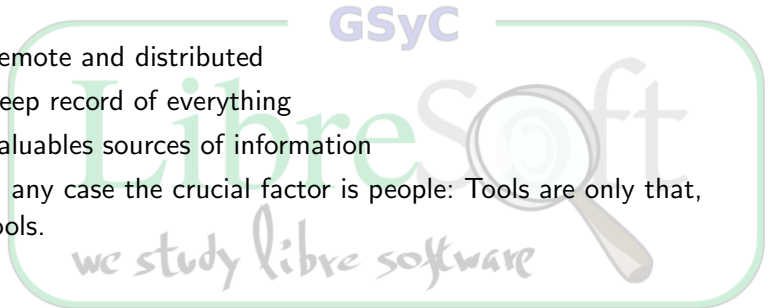 GSyC
emote and distributed
eep record of everything
aluables sources of information
any case the crucial factor is people: Tools are only that,
ools.
LibreSoft
we study libre software